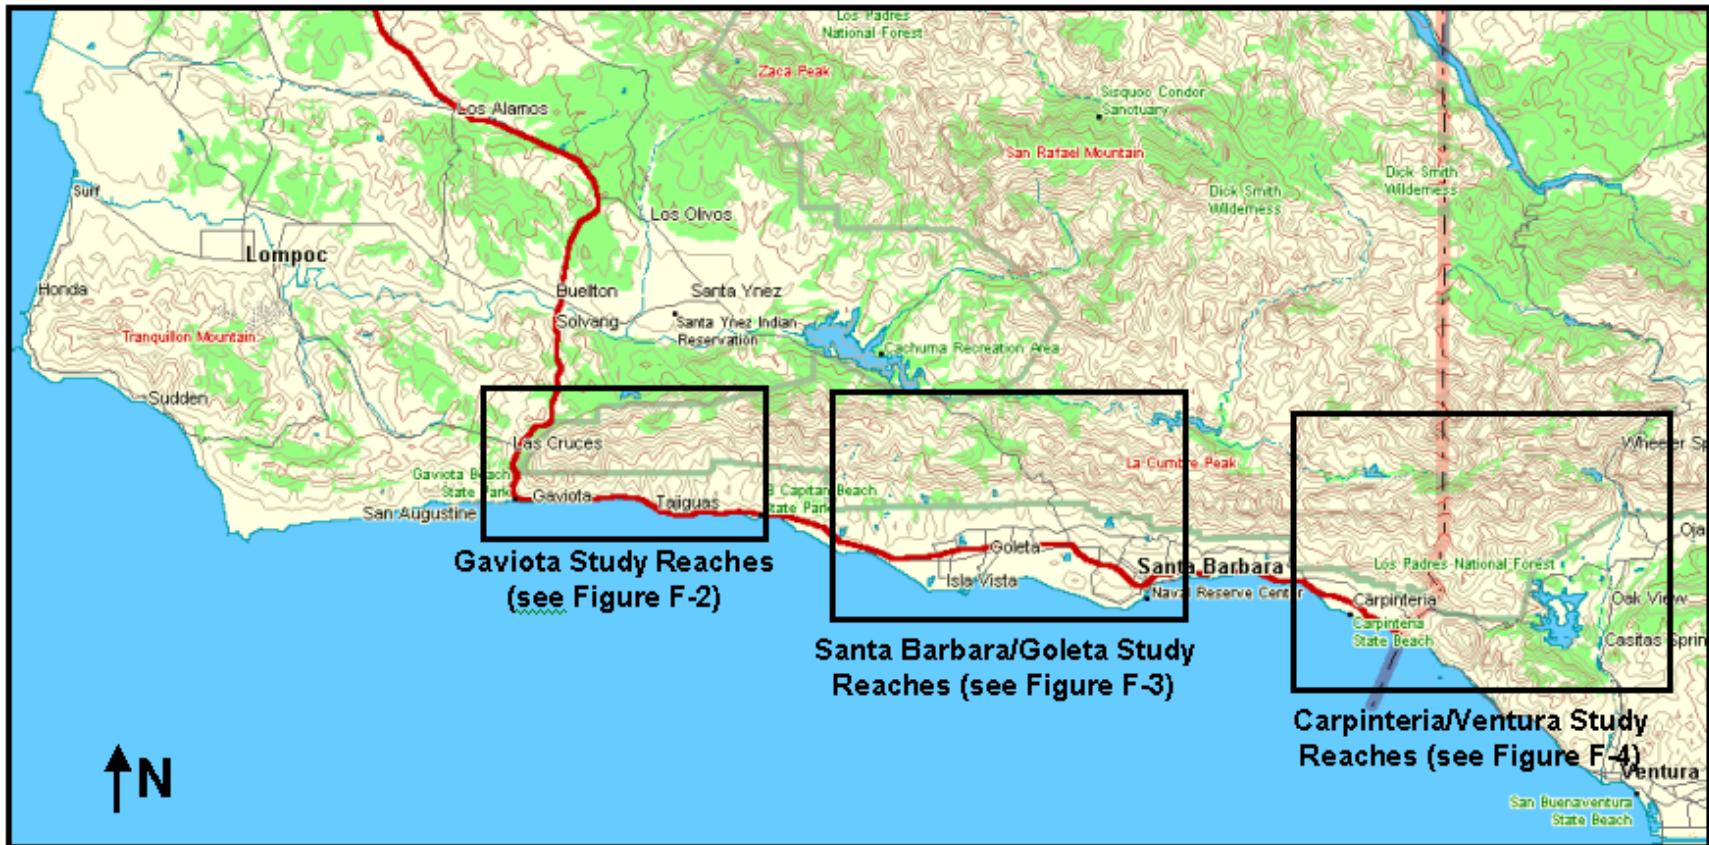 Los Padres
National Forest
Zaca Peak
Sisquoc Condor
Sanctuary
Los Alamos
San Rafael Mountain
Dick Smith
Wilderness
Dick Smith
Wilderness
Surf
Los Olivos
Lompoc
Honda
Buellton
Santa Ynez
Solvang
Santa Ynez Indian
Reservation
Tranquillon Mountain
Cachuma Recreation Area
Sudden
Las Cruces
Wheeler Sp
La Cumbre Peak
Gaviota Beach
State Park
Gaviota
Tajiguas
Capitan Beach
State Park
San Augustine
Oja
Goleta
Gaviota Study Reaches
(see Figure F-2)
Isla Vista
Santa Barbara
Naval Reserve Center
Los Padres National Forest
Carpinteria
Carpinteria
State Beach
Oak View
Casitas Sprin
Santa Barbara/Goleta Study
Reaches (see Figure F-3)
Carpinteria/Ventura Study
Reaches (see Figure F-4)
Ventura
San Buenaventura
State Beach
N